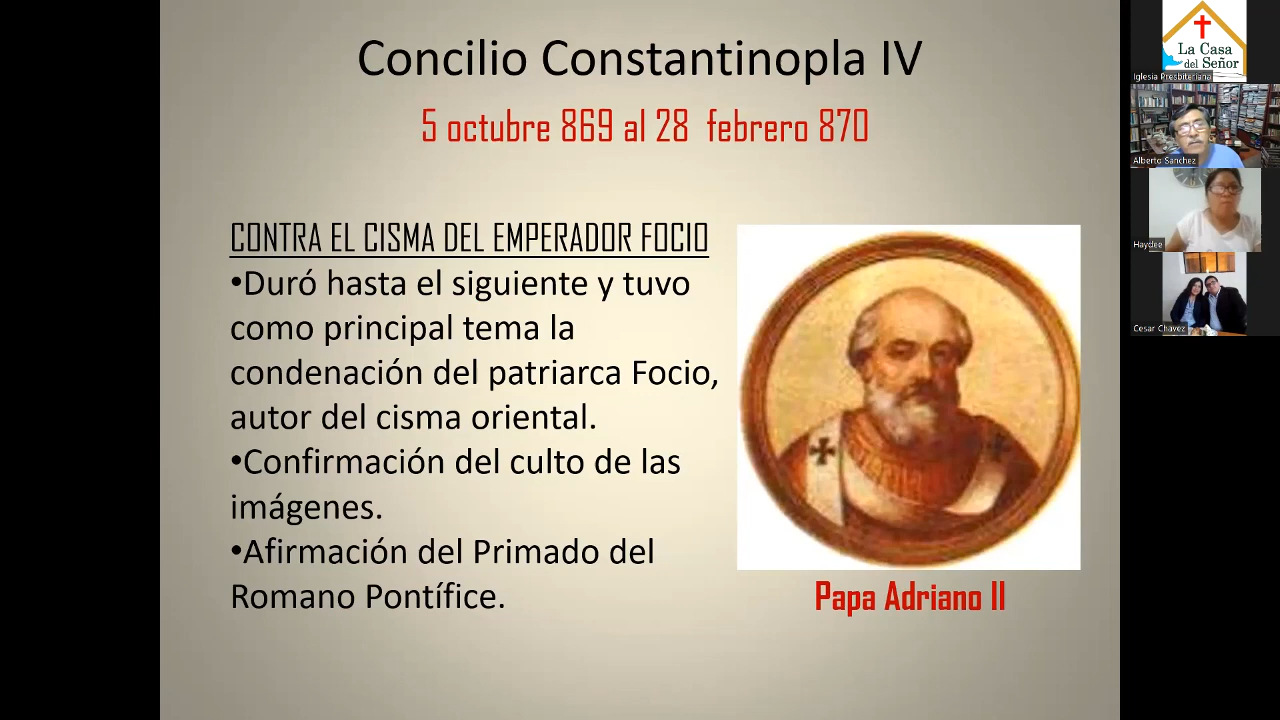 Concilio Constantinopla IV
5 octubre 869 al 28 febrero 870
CONTRA EL CISMA DEL EMPERADOR FOCIO
•Duró hasta el siguiente y tuvo
como principal tema la
condenación del patriarca Focio,
autor del cisma oriental.
•Confirmación del culto de las
imágenes.
•Afirmación del Primado del
Romano Pontífice.
Papa Adriano II
La Casa
del Señor
Iglesia Presbiteriana
Alberto Sanchez
Haydee
Cesar Chavez